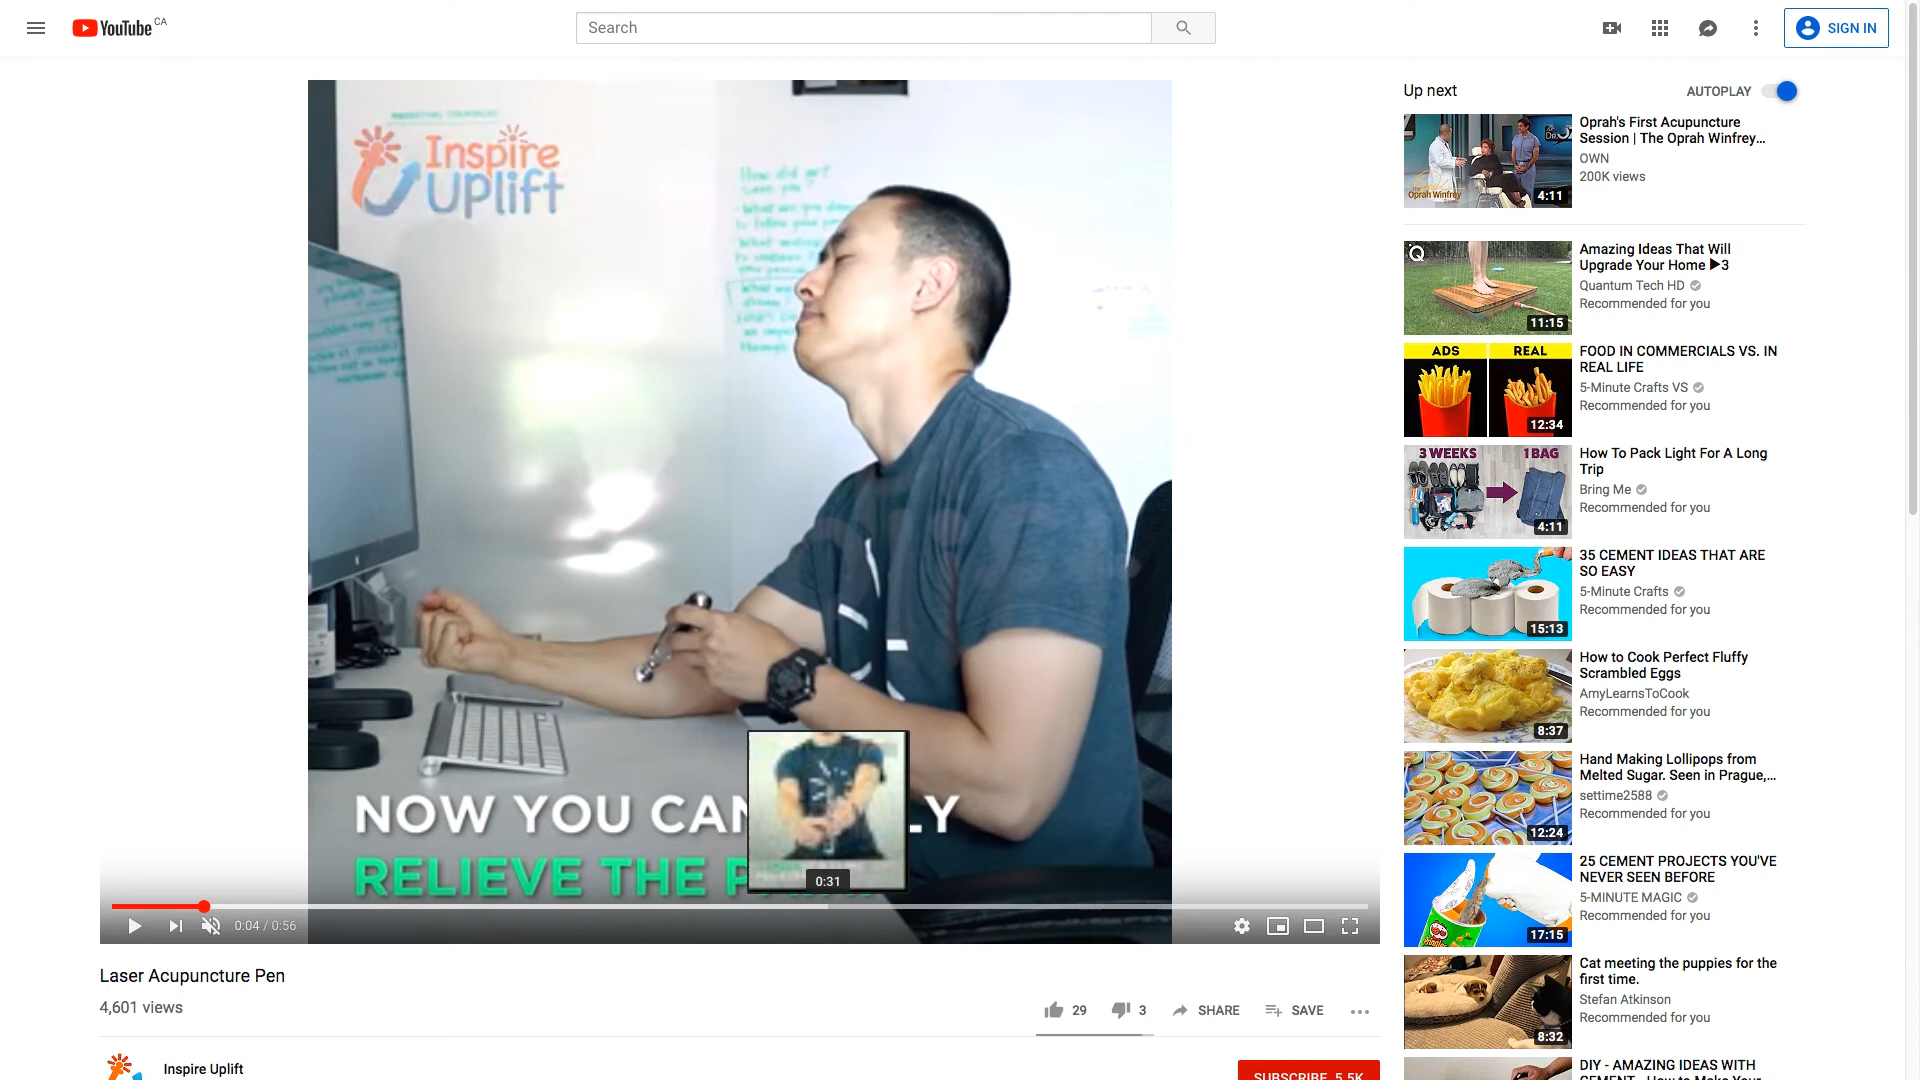 YouTube CA
Search
SIGN IN
Inspire
Uplift
NOW YOU CAN
LY
RELIEVE THE P
0:31
0:04 / 0:56
Laser Acupuncture Pen
4,601 views
29
3
SHARE
SAVE
Inspire Uplift
SUBSCRIBE 5.5K
Up next
AUTOPLAY
Oprah's First Acupuncture
Session | The Oprah Winfrey...
OWN
200K views
Oprah Winfrey
4:11
Amazing Ideas That Will
Upgrade Your Home ▶3
Quantum Tech HD
Recommended for you
Q
11:15
ADS REAL
12:34
FOOD IN COMMERCIALS VS. IN
REAL LIFE
5-Minute Crafts VS
Recommended for you
3 WEEKS 1 BAG
4:11
How To Pack Light For A Long
Trip
Bring Me
Recommended for you
15:13
35 CEMENT IDEAS THAT ARE
SO EASY
5-Minute Crafts
Recommended for you
8:37
How to Cook Perfect Fluffy
Scrambled Eggs
AmyLearnsToCook
Recommended for you
12:24
Hand Making Lollipops from
Melted Sugar. Seen in Prague,...
settime2588
Recommended for you
Pringles
17:15
25 CEMENT PROJECTS YOU'VE
NEVER SEEN BEFORE
5-MINUTE MAGIC
Recommended for you
8:32
Cat meeting the puppies for the
first time.
Stefan Atkinson
Recommended for you
DIY - AMAZING IDEAS WITH
CEMENT - How to Make Your